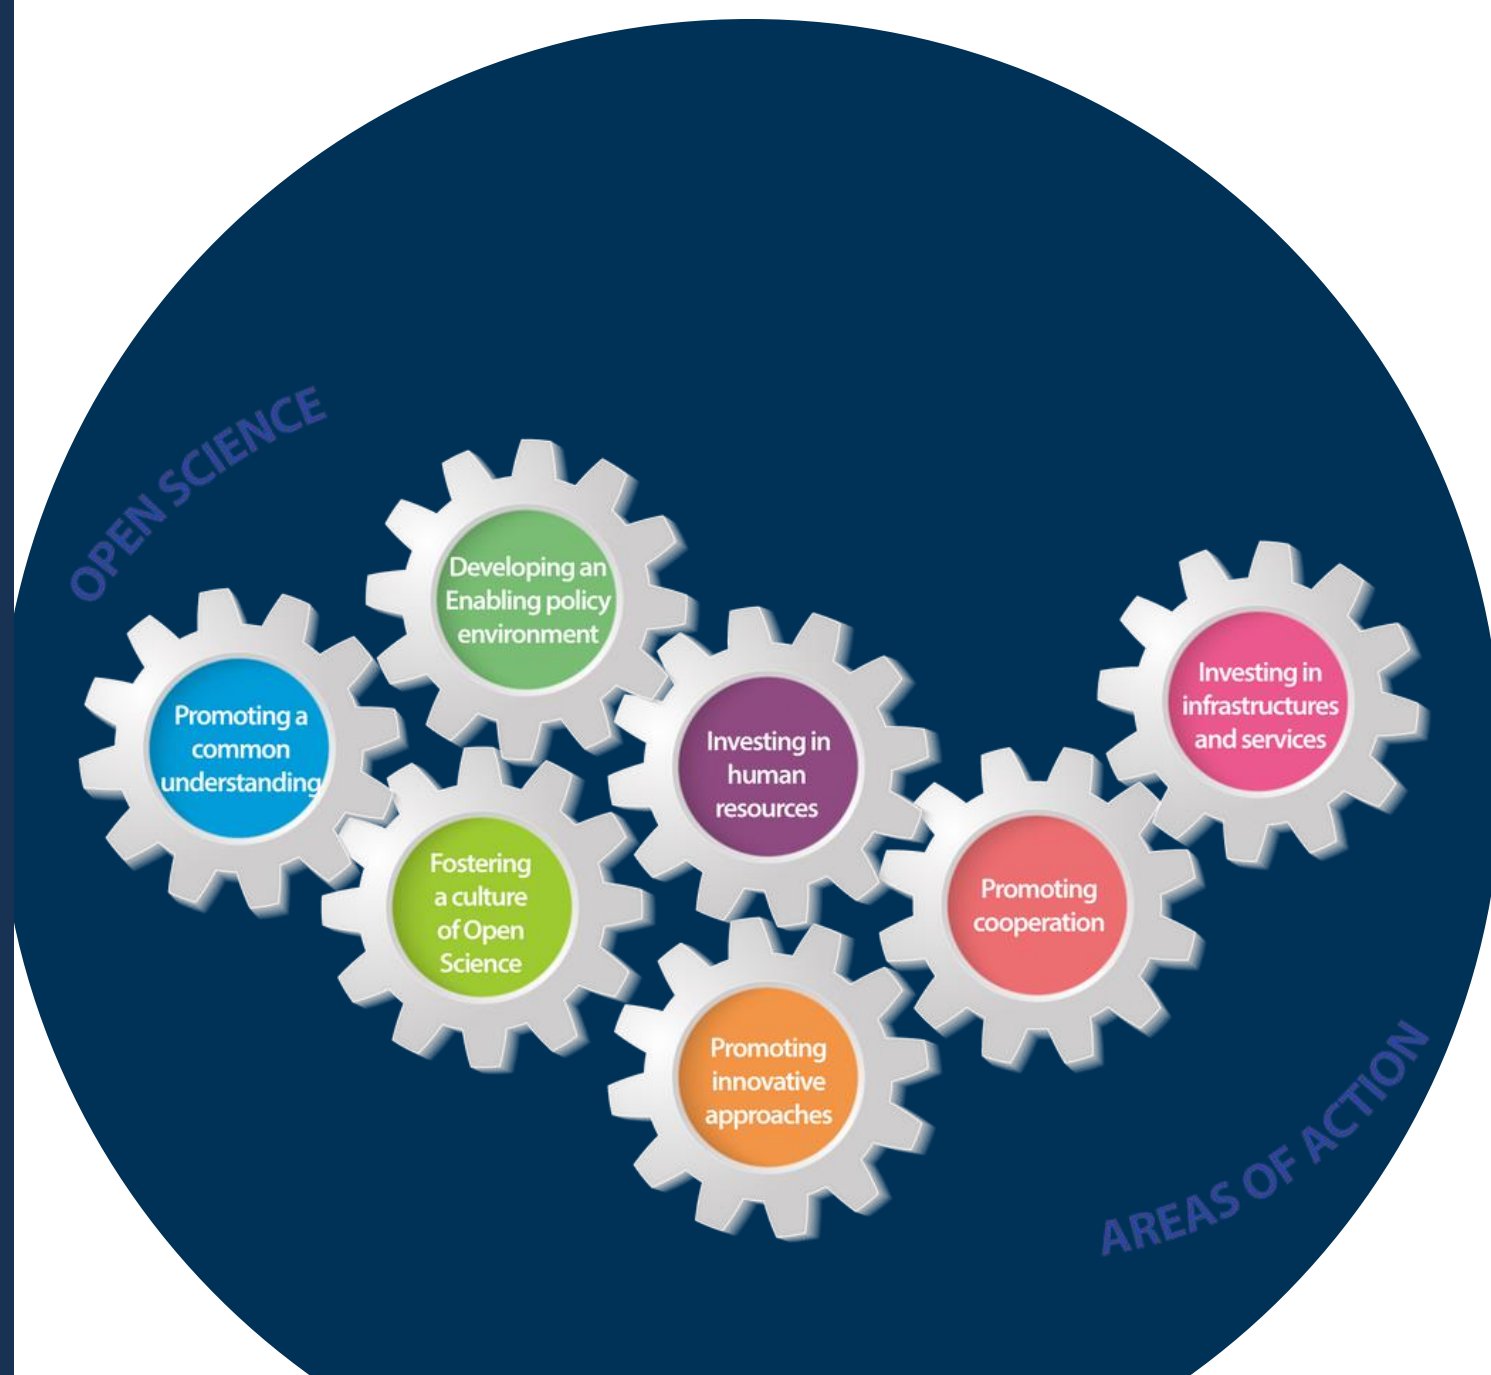 OPEN SCIENCE
Developing an
Enabling policy
environment
Promoting a
common
understanding
Investing in
human
resources
Investing in
infrastructures
and services
Fostering
a culture
of Open
Science
Promoting
cooperation
Promoting
innovative
approaches
AREAS OF ACTION